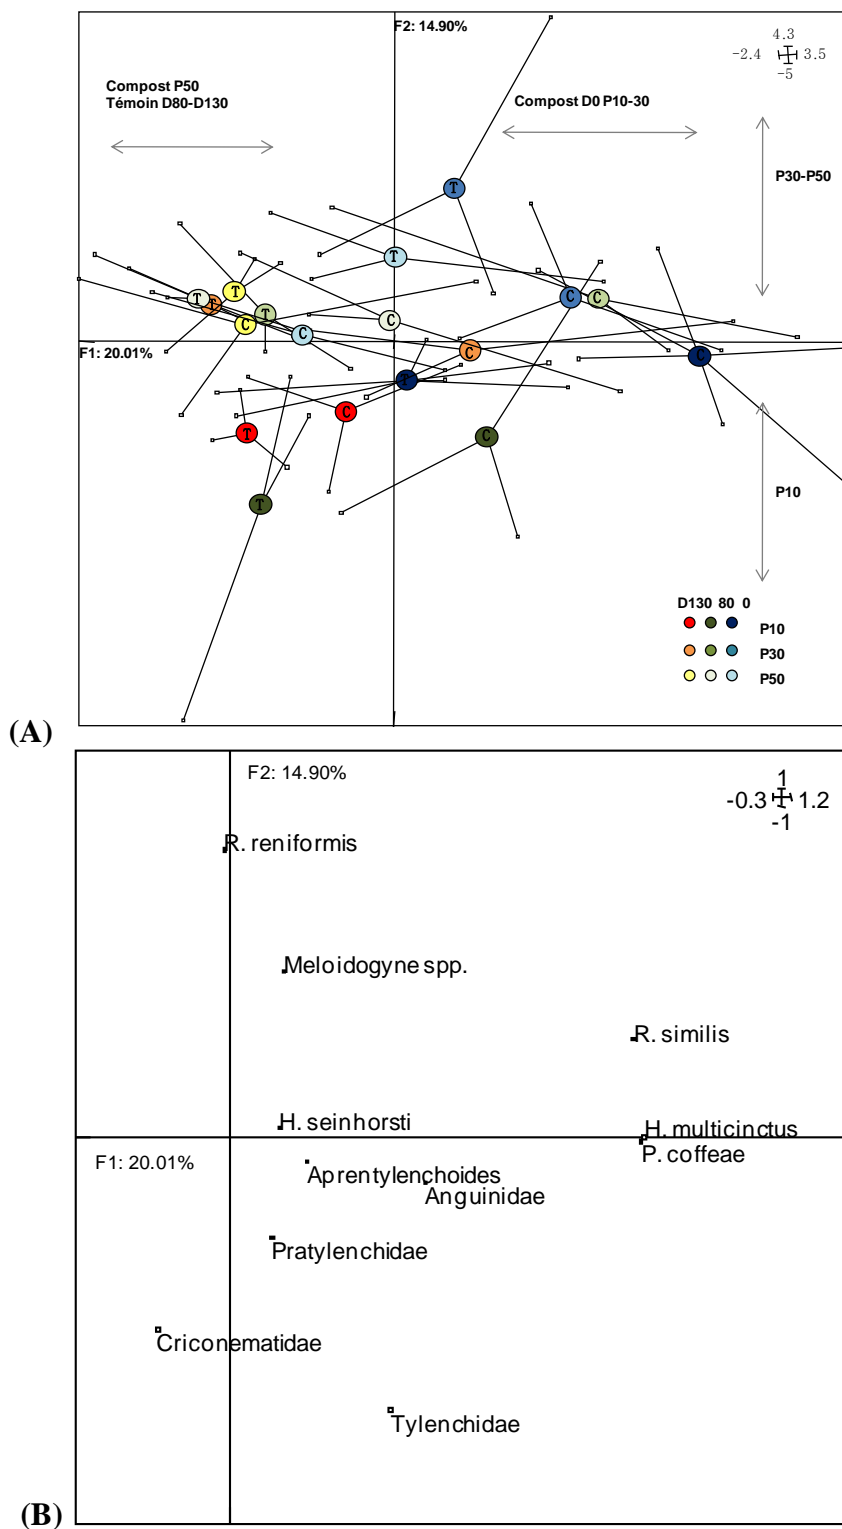 F2: 14.90%
4.3
-2.4 3.5
-5
Compost P50
Témoin D80-D130
Compost D0 P10-30
P30-P50
T
T
T
T
T
T
C
C
C
C
C
C
F1: 20.01%
C
T
C
T
C
T
P10
D130 80 0
P10
P30
P50
(A)
F2: 14.90%
1
-0.3 1.2
-1
R. reniformis
Meloidogyne spp.
R. similis
H. seinhorsti
H. multicinctus
P. coffeae
F1: 20.01%
Aprentylenchoides
Anguinidae
Pratylenchidae
Criconematidae
Tylenchidae
(B)